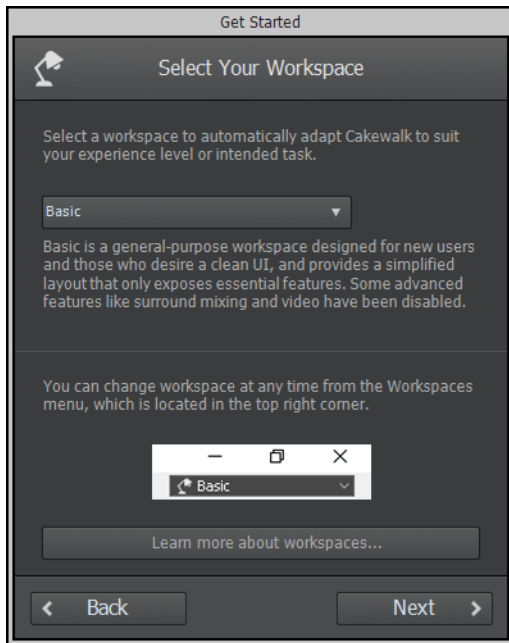 Get Started
Select Your Workspace
Select a workspace to automatically adapt Cakewalk to suit
your experience level or intended task.
Basic
Basic is a general-purpose workspace designed for new users
and those who desire a clean UI, and provides a simplified
layout that only exposes essential features. Some advanced
features like surround mixing and video have been disabled.
You can change workspace at any time from the Workspaces
menu, which is located in the top right corner.
Basic
Learn more about workspaces...
Back
Next